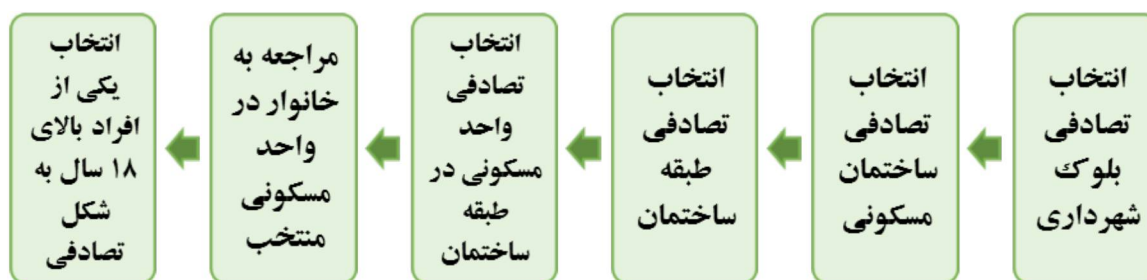 انتخاب
تصادفی
بلوک
شهرداری
انتخاب
تصادفی
ساختمان
مسکونی
انتخاب
تصادفی
طبقه
ساختمان
انتخاب
تصادفی
واحد
مسکونی در
طبقه
ساختمان
مراجعه به
خانوار در
واحد
مسکونی
منتخب
انتخاب
یکی از
افراد بالای
۱۸ سال به
شکل
تصادفی